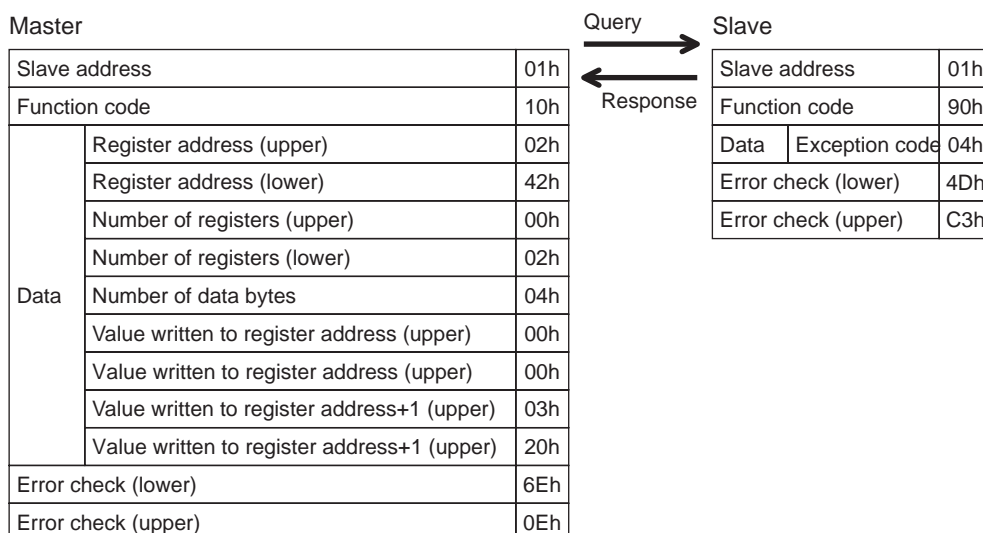 Master
Slave address 01h
Function code 10h
Data
Register address (upper) 02h
Register address (lower) 42h
Number of registers (upper) 00h
Number of registers (lower) 02h
Number of data bytes 04h
Value written to register address (upper) 00h
Value written to register address (upper) 00h
Value written to register address+1 (upper) 03h
Value written to register address+1 (upper) 20h
Error check (lower) 6Eh
Error check (upper) 0Eh
Query
Response
Slave
Slave address 01h
Function code 90h
Data Exception code 04h
Error check (lower) 4Dh
Error check (upper) C3h